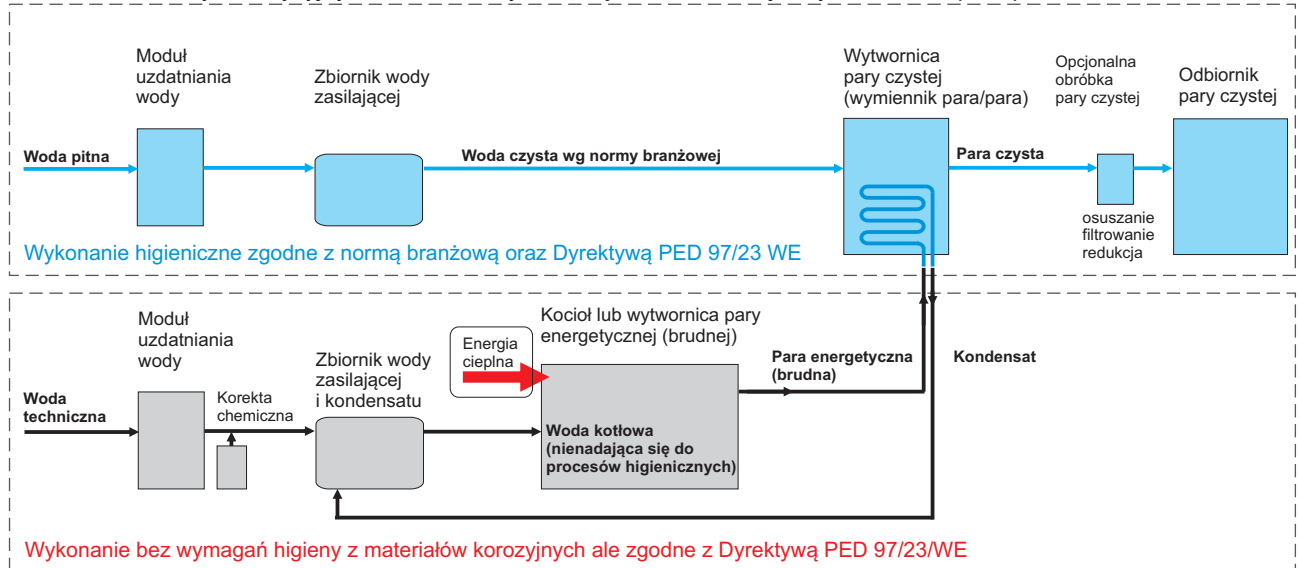 Moduł
uzdatniania
wody
Zbiornik wody
zasilającej
Wytwornica
pary czystej
(wymiennik para/para)
Opcjonalna
obróbka
pary czystej
Odbiornik
pary czystej
Woda pitna
Woda czysta wg normy branżowej
Para czysta
osuszanie
filtrowanie
redukcja
Wykonanie higieniczne zgodne z normą branżową oraz Dyrektywą PED 97/23 WE
Moduł
uzdatniania
wody
Zbiornik wody
zasilającej
i kondensatu
Energia
cieplna
Kocioł lub wytwornica pary
energetycznej (brudnej)
Para energetyczna
(brudna)
Kondensat
Woda
techniczna
Korekta
chemiczna
Woda kotłowa
(nienadająca się do
procesów higienicznych)
Wykonanie bez wymagań higieny z materiałów korozyjnych ale zgodne z Dyrektywą PED 97/23/WE